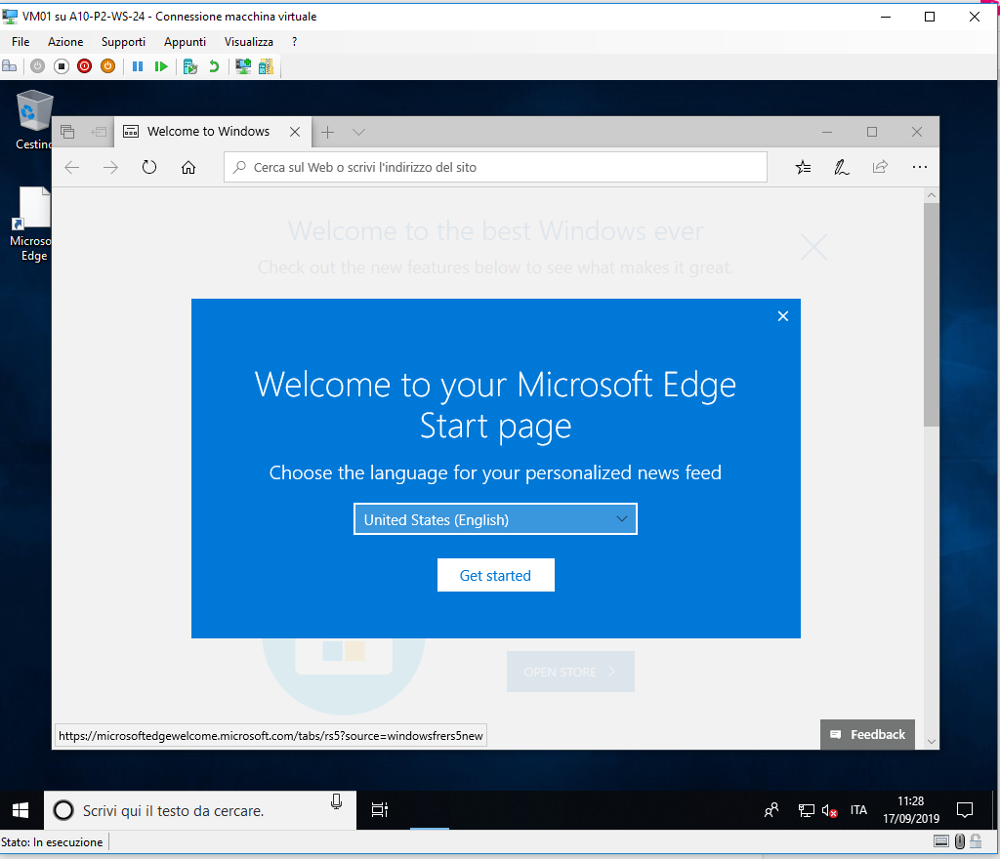 VM01 su A10-P2-WS-24 - Connessione macchina virtuale
File Azione Supporti Appunti Visualizza ?
Cestino
Microso
Edge
Welcome to Windows
Cerca sul Web o scrivi l'indirizzo del sito
Welcome to the best Windows ever
Check out the new features below to see what makes it great.
Welcome to your Microsoft Edge
Start page
Choose the language for your personalized news feed
United States (English)
Get started
OPEN STORE
https://microsoftedgewelcome.microsoft.com/tabs/rs5?source=windowsfrers5new
Feedback
Scrivi qui il testo da cercare.
ITA
11:28
17/09/2019
Stato: In esecuzione